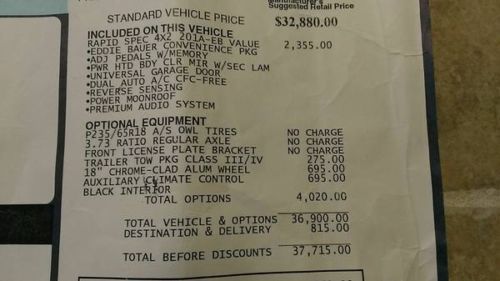 Manufacturer's
STANDARD VEHICLE PRICE
Suggested Retail Price
$32,880.00
INCLUDED ON THIS VEHICLE
RAPID SPEC 4X2 201A-EB VALUE 2,355.00
•EDDIE BAUER CONVENIENCE PKG
•ADJ PEDALS W/MEMORY
•PWR HTD BDY CLR MIR W/SEC LAM
•UNIVERSAL GARAGE DOOR
•DUAL AUTO A/C CFC-FREE
•REVERSE SENSING
•POWER MOONROOF
•PREMIUM AUDIO SYSTEM
OPTIONAL EQUIPMENT
P235/65R18 A/S OWL TIRES NO CHARGE
3.73 RATIO REGULAR AXLE NO CHARGE
FRONT LICENSE PLATE BRACKET NO CHARGE
TRAILER TOW PKG CLASS III/IV 275.00
18" CHROME-CLAD ALUM WHEEL 695.00
AUXILIARY CLIMATE CONTROL 695.00
BLACK INTERIOR
TOTAL OPTIONS 4,020.00
TOTAL VEHICLE & OPTIONS 36,900.00
DESTINATION & DELIVERY 815.00
TOTAL BEFORE DISCOUNTS 37,715.00